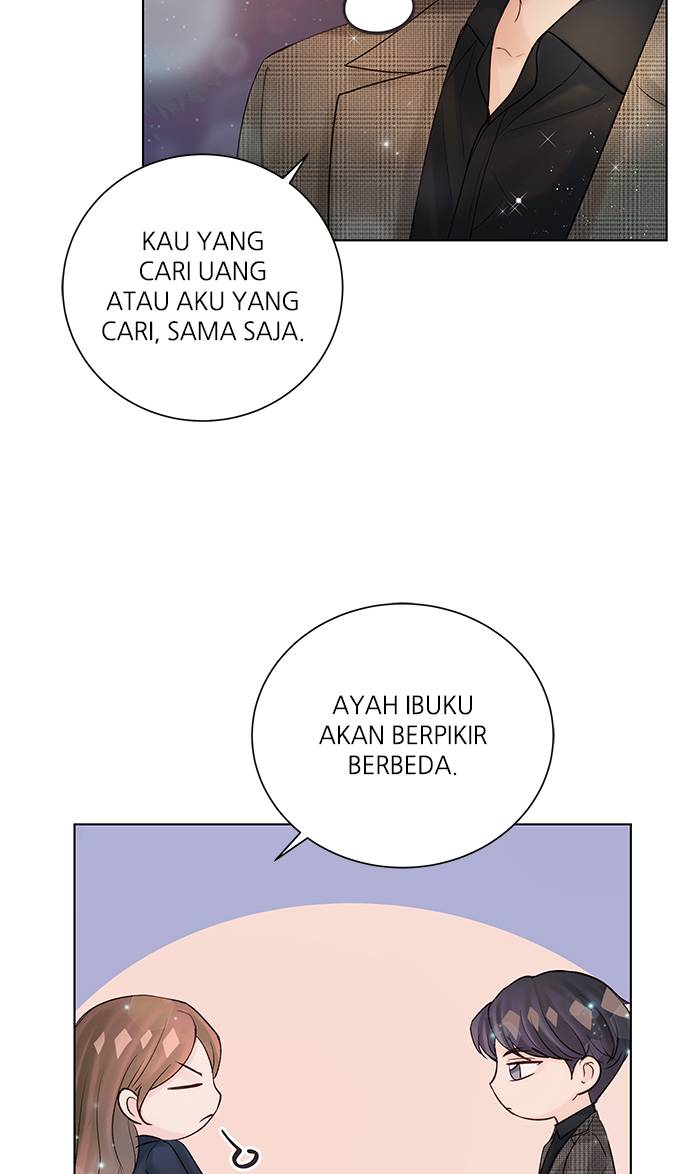 KAU YANG
CARI UANG
ATAU AKU YANG
CARI, SAMA SAJA.
AYAH IBUKU
AKAN BERPIKIR
BERBEDA.